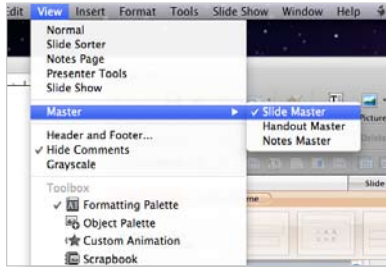 Edit View Insert Format Tools Slide Show Window Help
Normal
Slide Sorter
Notes Page
Presenter Tools
Slide Show
Master
✓ Slide Master
Handout Master
Notes Master
Picture
Header and Footer...
✓ Hide Comments
Grayscale
Slide
Toolbox
✓ Formatting Palette
Object Palette
Custom Animation
Scrapbook